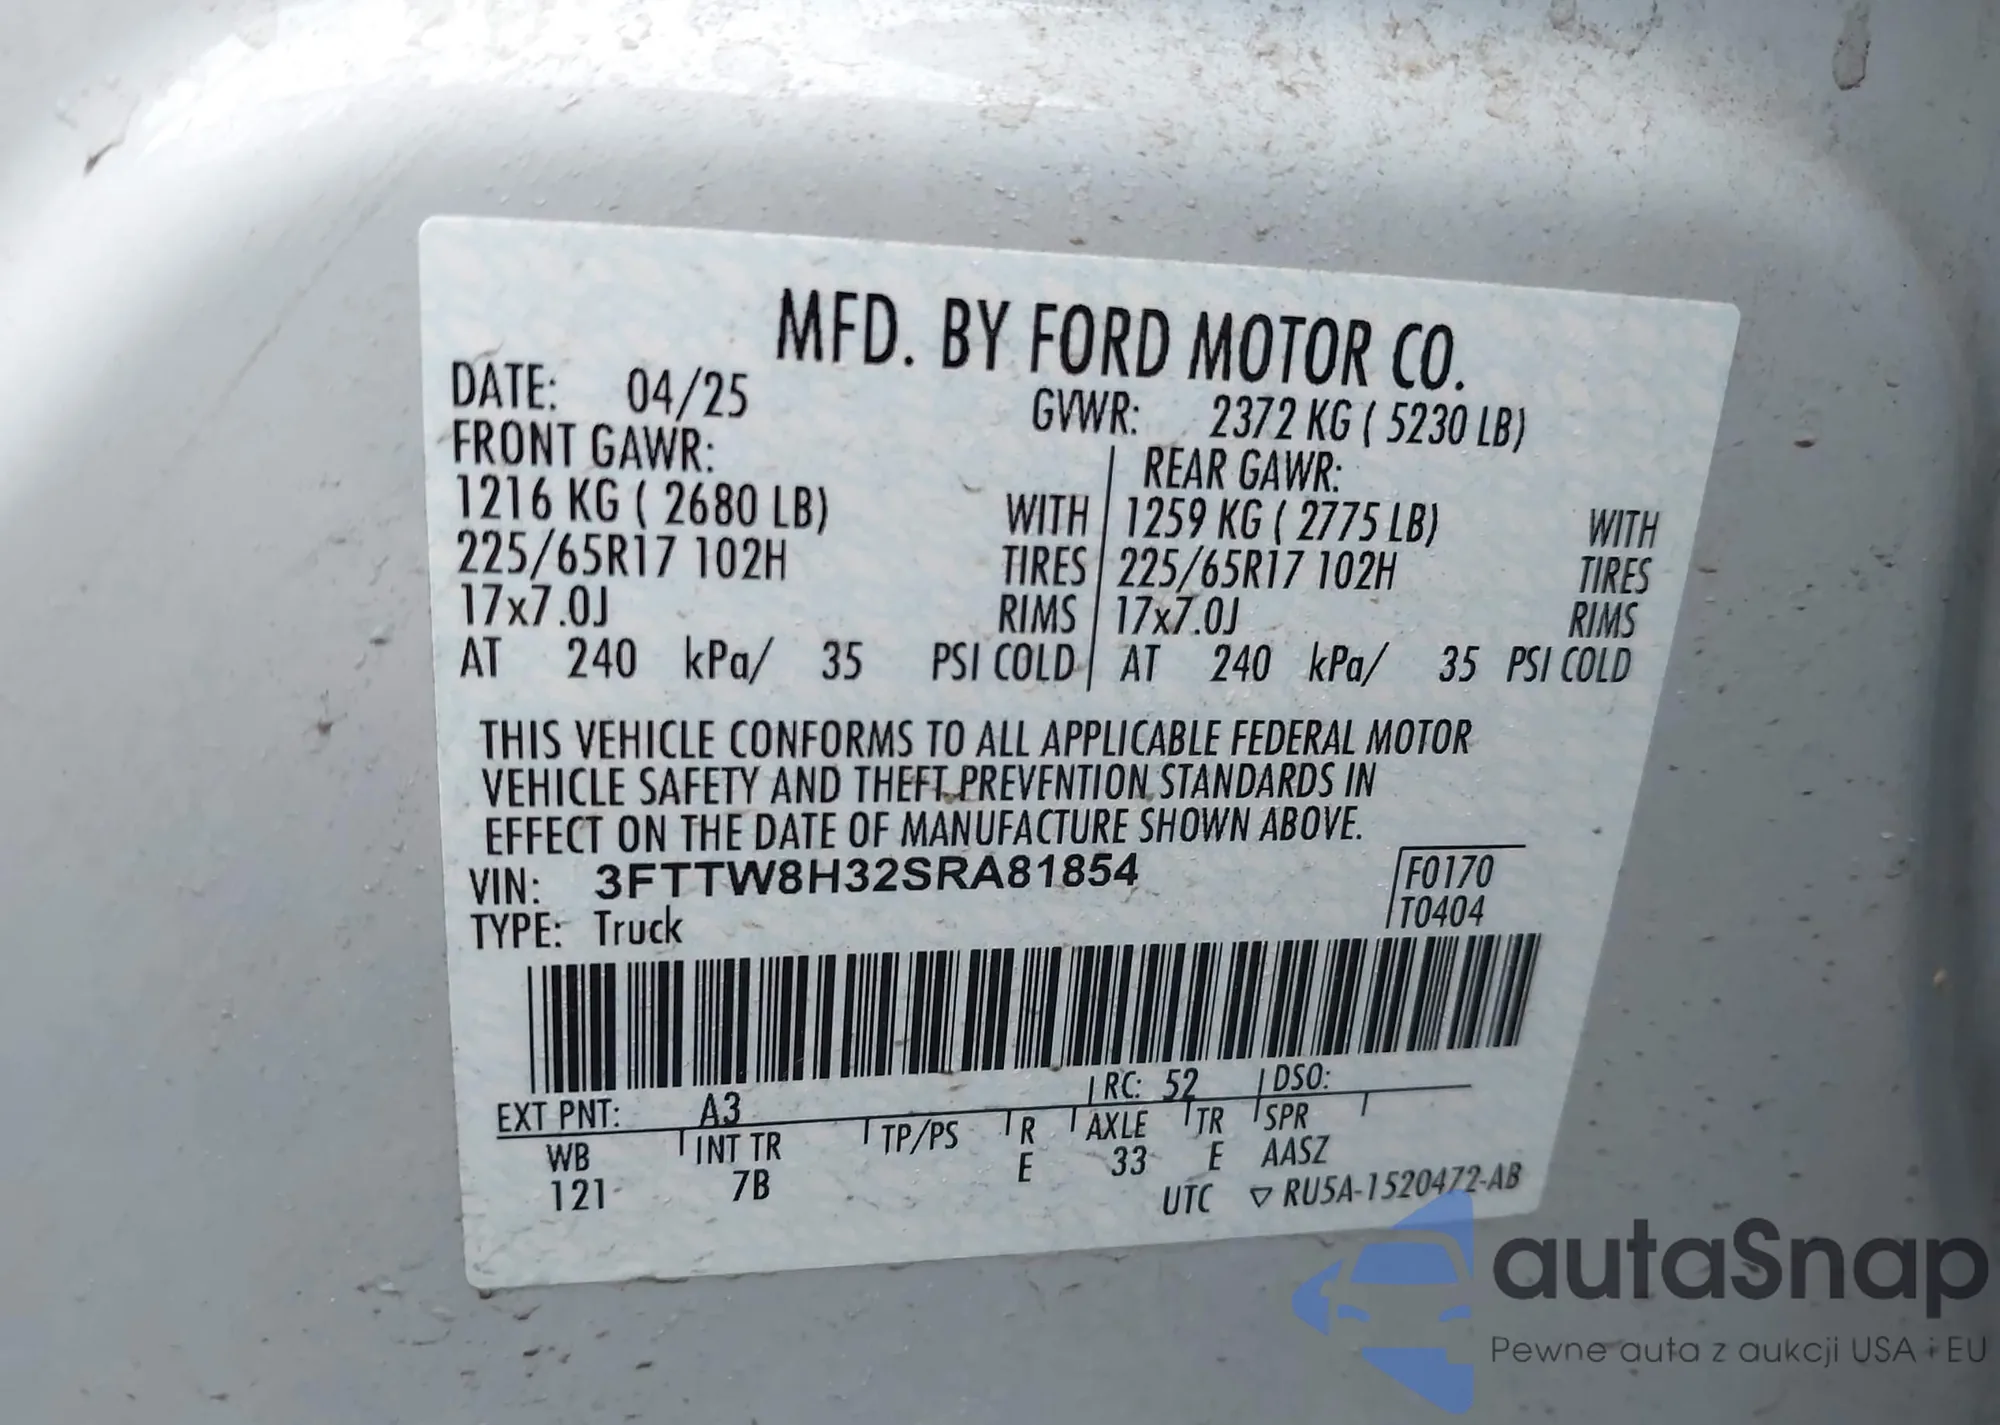 MFD. BY FORD MOTOR CO.
DATE: 04/25 GVWR: 2372 KG ( 5230 LB)
FRONT GAWR: REAR GAWR:
1216 KG ( 2680 LB) WITH 1259 KG ( 2775 LB) WITH
225/65R17 102H TIRES 225/65R17 102H TIRES
17x7.0J RIMS 17x7.0J RIMS
AT 240 kPa/ 35 PSI COLD AT 240 kPa/ 35 PSI COLD
THIS VEHICLE CONFORMS TO ALL APPLICABLE FEDERAL MOTOR
VEHICLE SAFETY AND THEFT PREVENTION STANDARDS IN
EFFECT ON THE DATE OF MANUFACTURE SHOWN ABOVE.
VIN: 3FTTW8H32SRA81854 F0170
TYPE: Truck T0404
EXT PNT: A3 RC: 52 DSO:
WB INT TR TP/PS R AXLE TR SPR
121 7B E 33 E AASZ
UTC ▽ RU5A-1520472-AB
autaSnap
Pewne auta z aukcji USA i EU